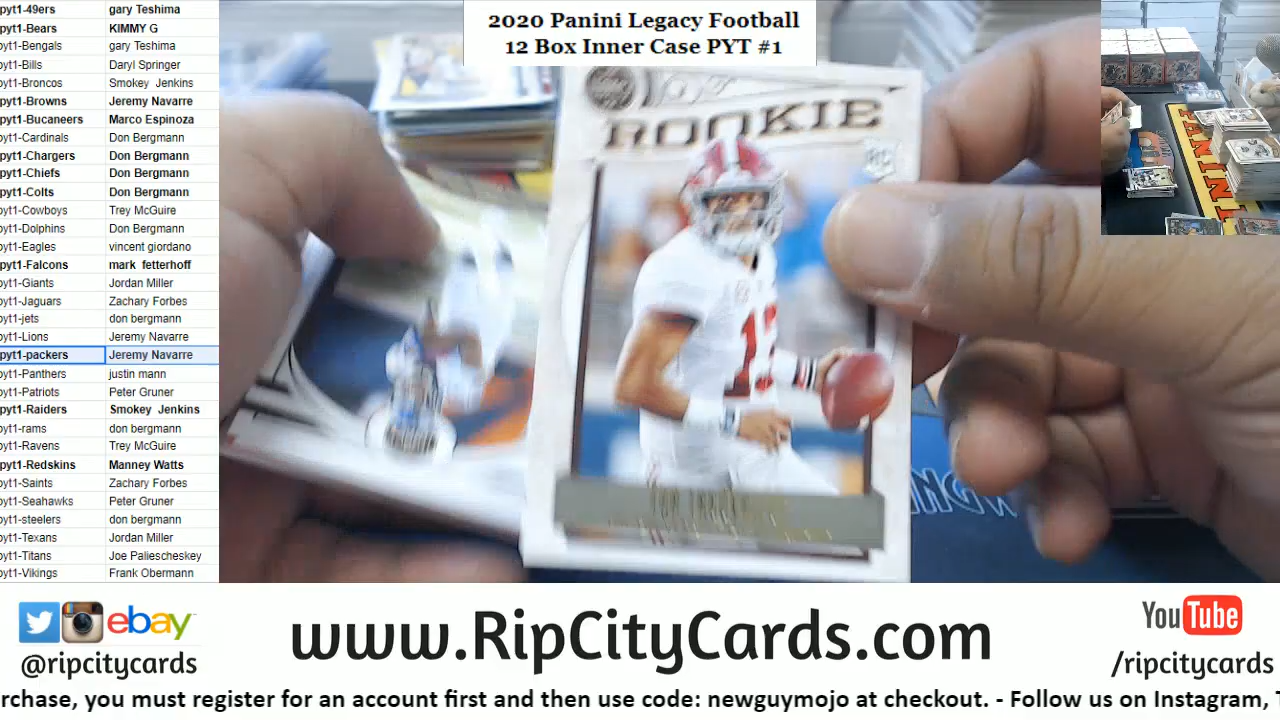 pyt1-49ers gary Teshima
pyt1-Bears KIMMY G
pyt1-Bengals gary Teshima
pyt1-Bills Daryl Springer
pyt1-Broncos Smokey Jenkins
pyt1-Browns Jeremy Navarre
pyt1-Bucaneers Marco Espinoza
pyt1-Cardinals Don Bergmann
pyt1-Chargers Don Bergmann
pyt1-Chiefs Don Bergmann
pyt1-Colts Don Bergmann
pyt1-Cowboys Trey McGuire
pyt1-Dolphins Don Bergmann
pyt1-Eagles vincent giordano
pyt1-Falcons mark fetterhoff
pyt1-Giants Jordan Miller
pyt1-Jaguars Zachary Forbes
pyt1-jets don bergmann
pyt1-Lions Jeremy Navarre
pyt1-packers Jeremy Navarre
pyt1-Panthers justin mann
pyt1-Patriots Peter Gruner
pyt1-Raiders Smokey Jenkins
pyt1-rams don bergmann
pyt1-Ravens Trey McGuire
pyt1-Redskins Manney Watts
pyt1-Saints Zachary Forbes
pyt1-Seahawks Peter Gruner
pyt1-steelers don bergmann
pyt1-Texans Jordan Miller
pyt1-Titans Joe Paliescheskey
pyt1-Vikings Frank Obermann
2020 Panini Legacy Football
12 Box Inner Case PYT #1
ROOKIE
RC
13
PANINI
ebay
@ripcitycards
www.RipCityCards.com
YouTube
/ripcitycards
rchase, you must register for an account first and then use code: newguymojo at checkout. - Follow us on Instagram, T